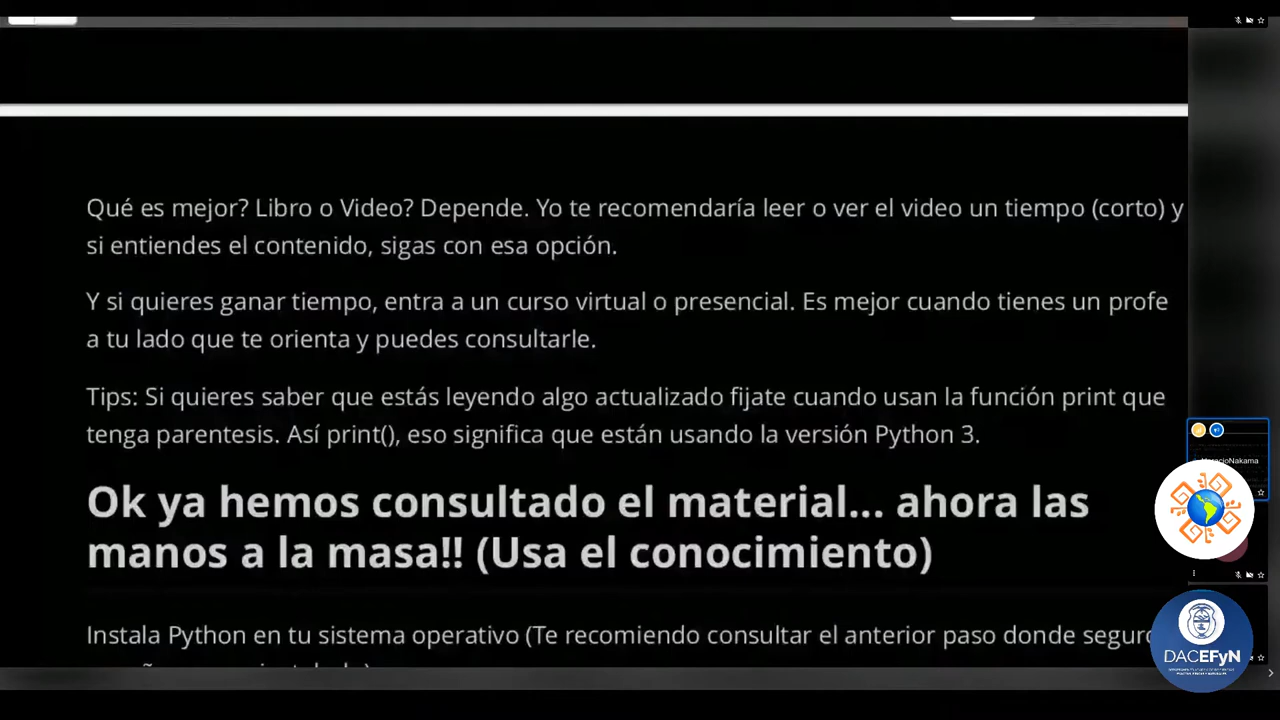 Qué es mejor? Libro o Video? Depende. Yo te recomendaría leer o ver el video un tiempo (corto) y
si entiendes el contenido, sigas con esa opción.
Y si quieres ganar tiempo, entra a un curso virtual o presencial. Es mejor cuando tienes un profe
a tu lado que te orienta y puedes consultarle.
Tips: Si quieres saber que estás leyendo algo actualizado fijate cuando usan la función print que
tenga parentesis. Así print(), eso significa que están usando la versión Python 3.
Ok ya hemos consultado el material... ahora las
manos a la masa!! (Usa el conocimiento)
Instala Python en tu sistema operativo (Te recomiendo consultar el anterior paso donde seguro
DACEFyN